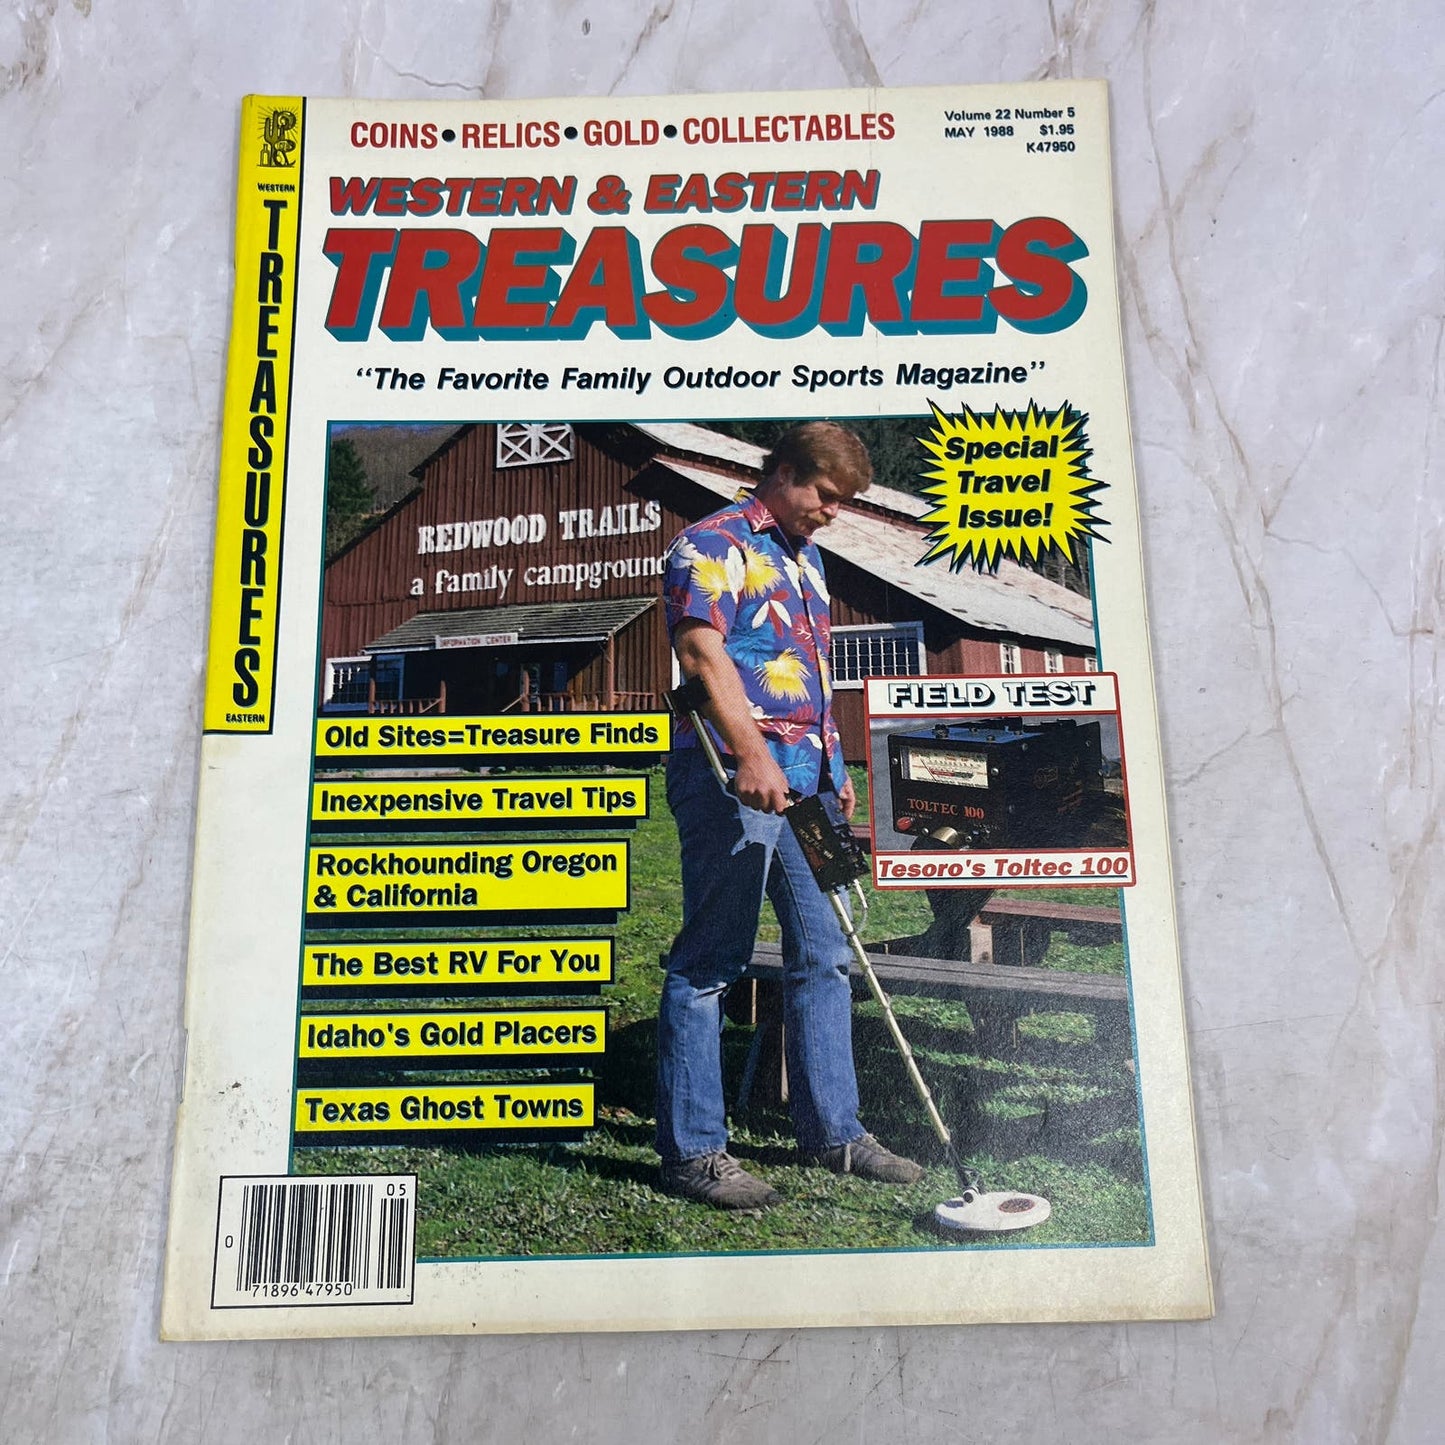 COINS • RELICS • GOLD • COLLECTABLES
Volume 22 Number 5
MAY 1988 $1.95
K47950
WESTERN & EASTERN
TREASURES
"The Favorite Family Outdoor Sports Magazine"
WESTERN
TREASURES
EASTERN
Special
Travel
Issue!
REDWOOD TRAILS
a family campground
INFORMATION CENTER
FIELD TEST
TOLTEC 100
Tesoro's Toltec 100
Old Sites=Treasure Finds
Inexpensive Travel Tips
Rockhounding Oregon
& California
The Best RV For You
Idaho's Gold Placers
Texas Ghost Towns
05
0 71896 47950